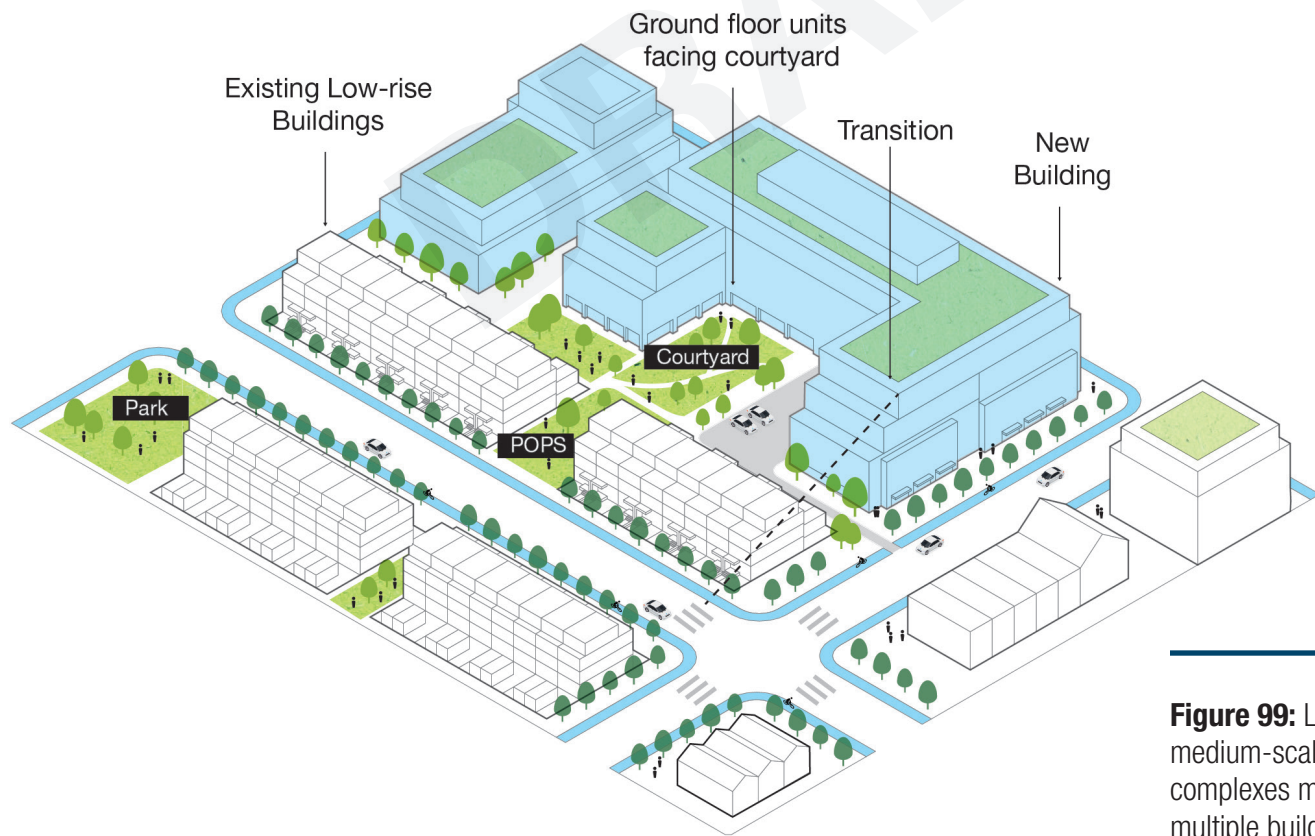 Ground floor units
facing courtyard
Existing Low-rise
Buildings
Transition
New
Building
Courtyard
Park
POPS
Figure 99: L
medium-scal
complexes m
multiple build